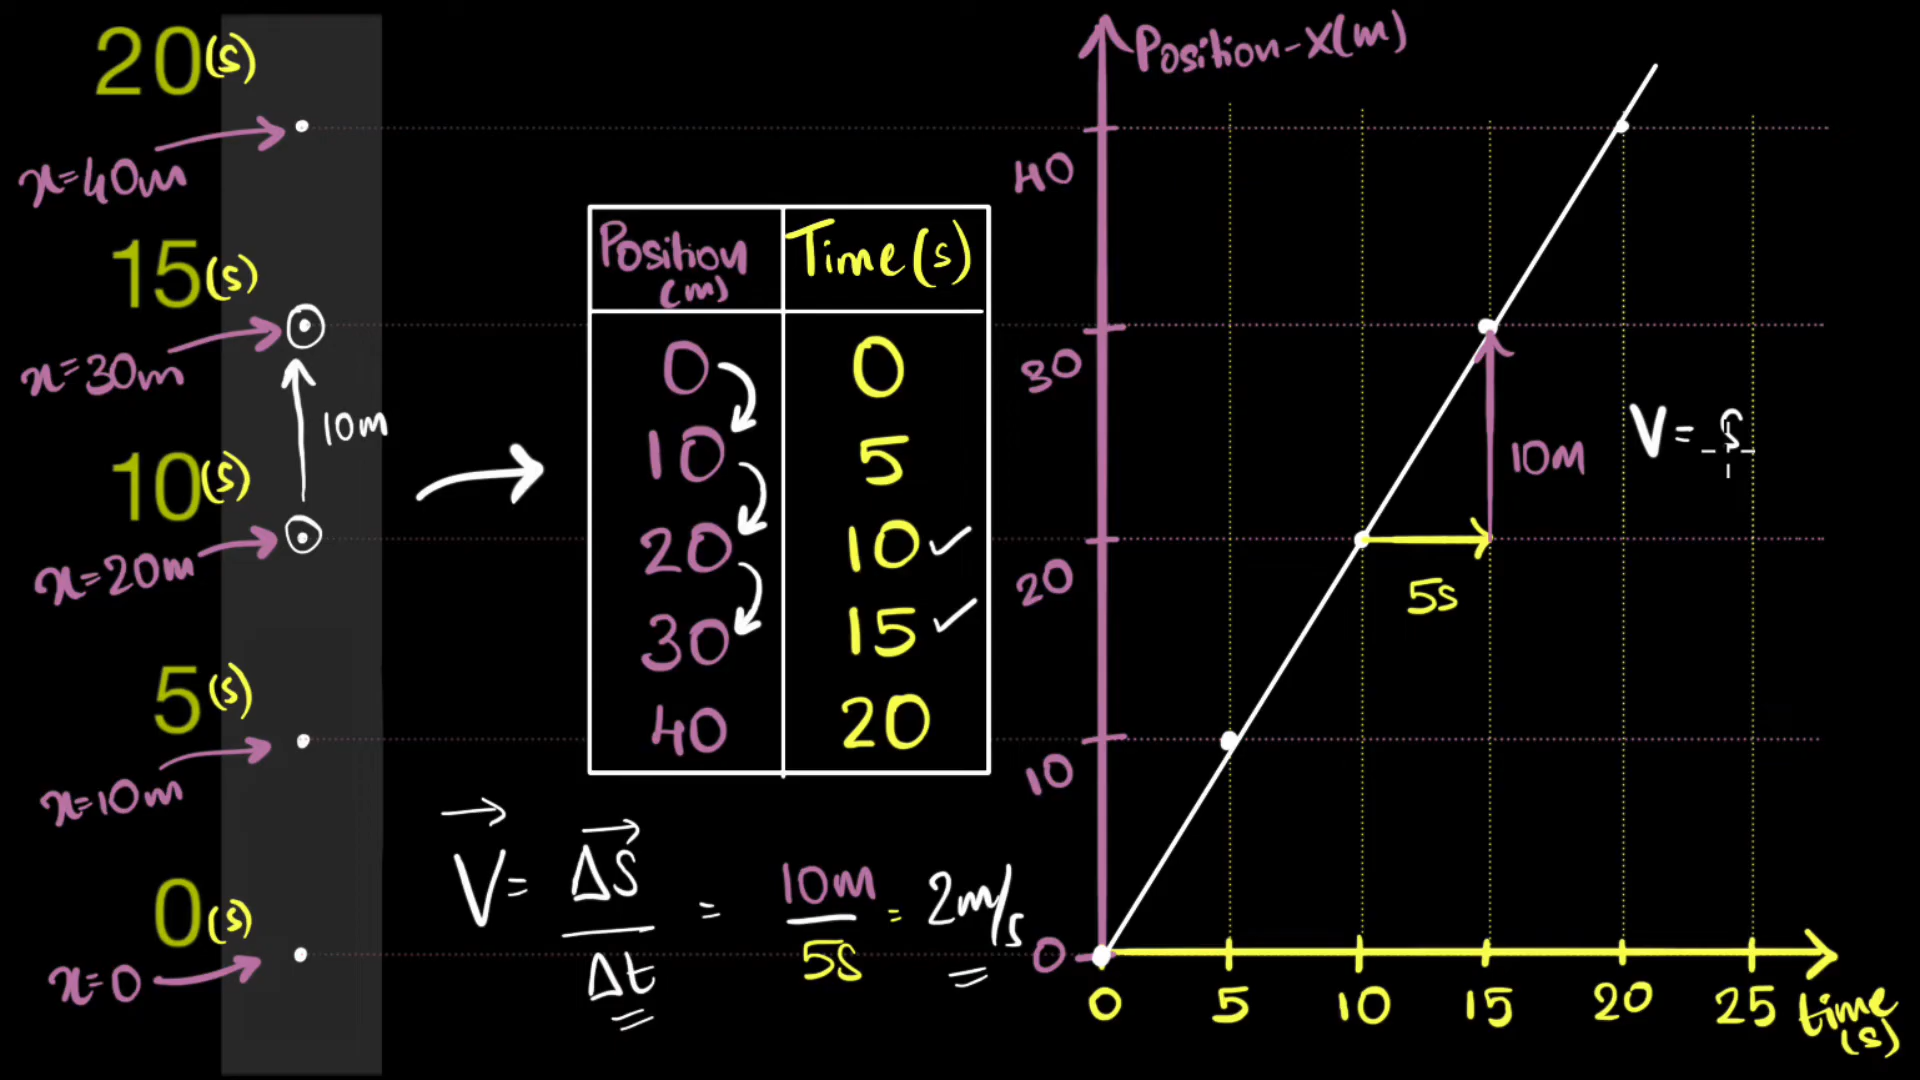 20(s)
x=40m
15(s)
x=30m
10m
10(s)
x=20m
5(s)
x=10m
0(s)
x=0
Position (m) Time(s)
0 0
10 5
20 10 ✓
30 15 ✓
40 20
V = ΔS/Δt = 10m/5s = 2m/s
Position-X(m)
40
30
20
10
0
10m
5s
V= S
0 5 10 15 20 25 time (s)